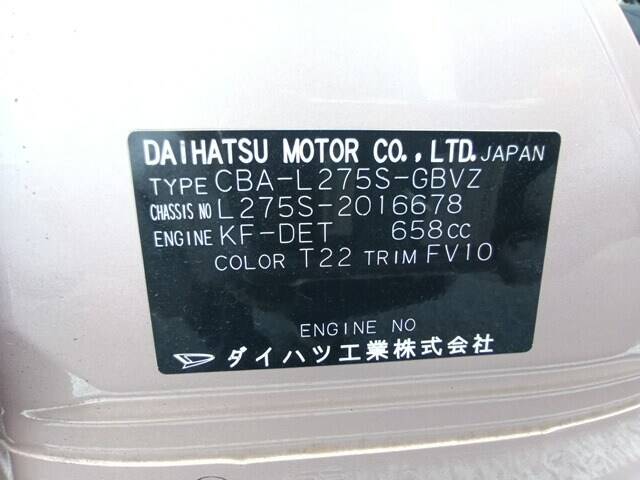 DAIHATSU MOTOR CO., LTD. JAPAN
TYPE CBA-L275S-GBVZ
CHASSIS NO L275S-2016678
ENGINE KF-DET 658cc
COLOR T22 TRIM FV10
ENGINE NO
ダイハツ工業株式会社